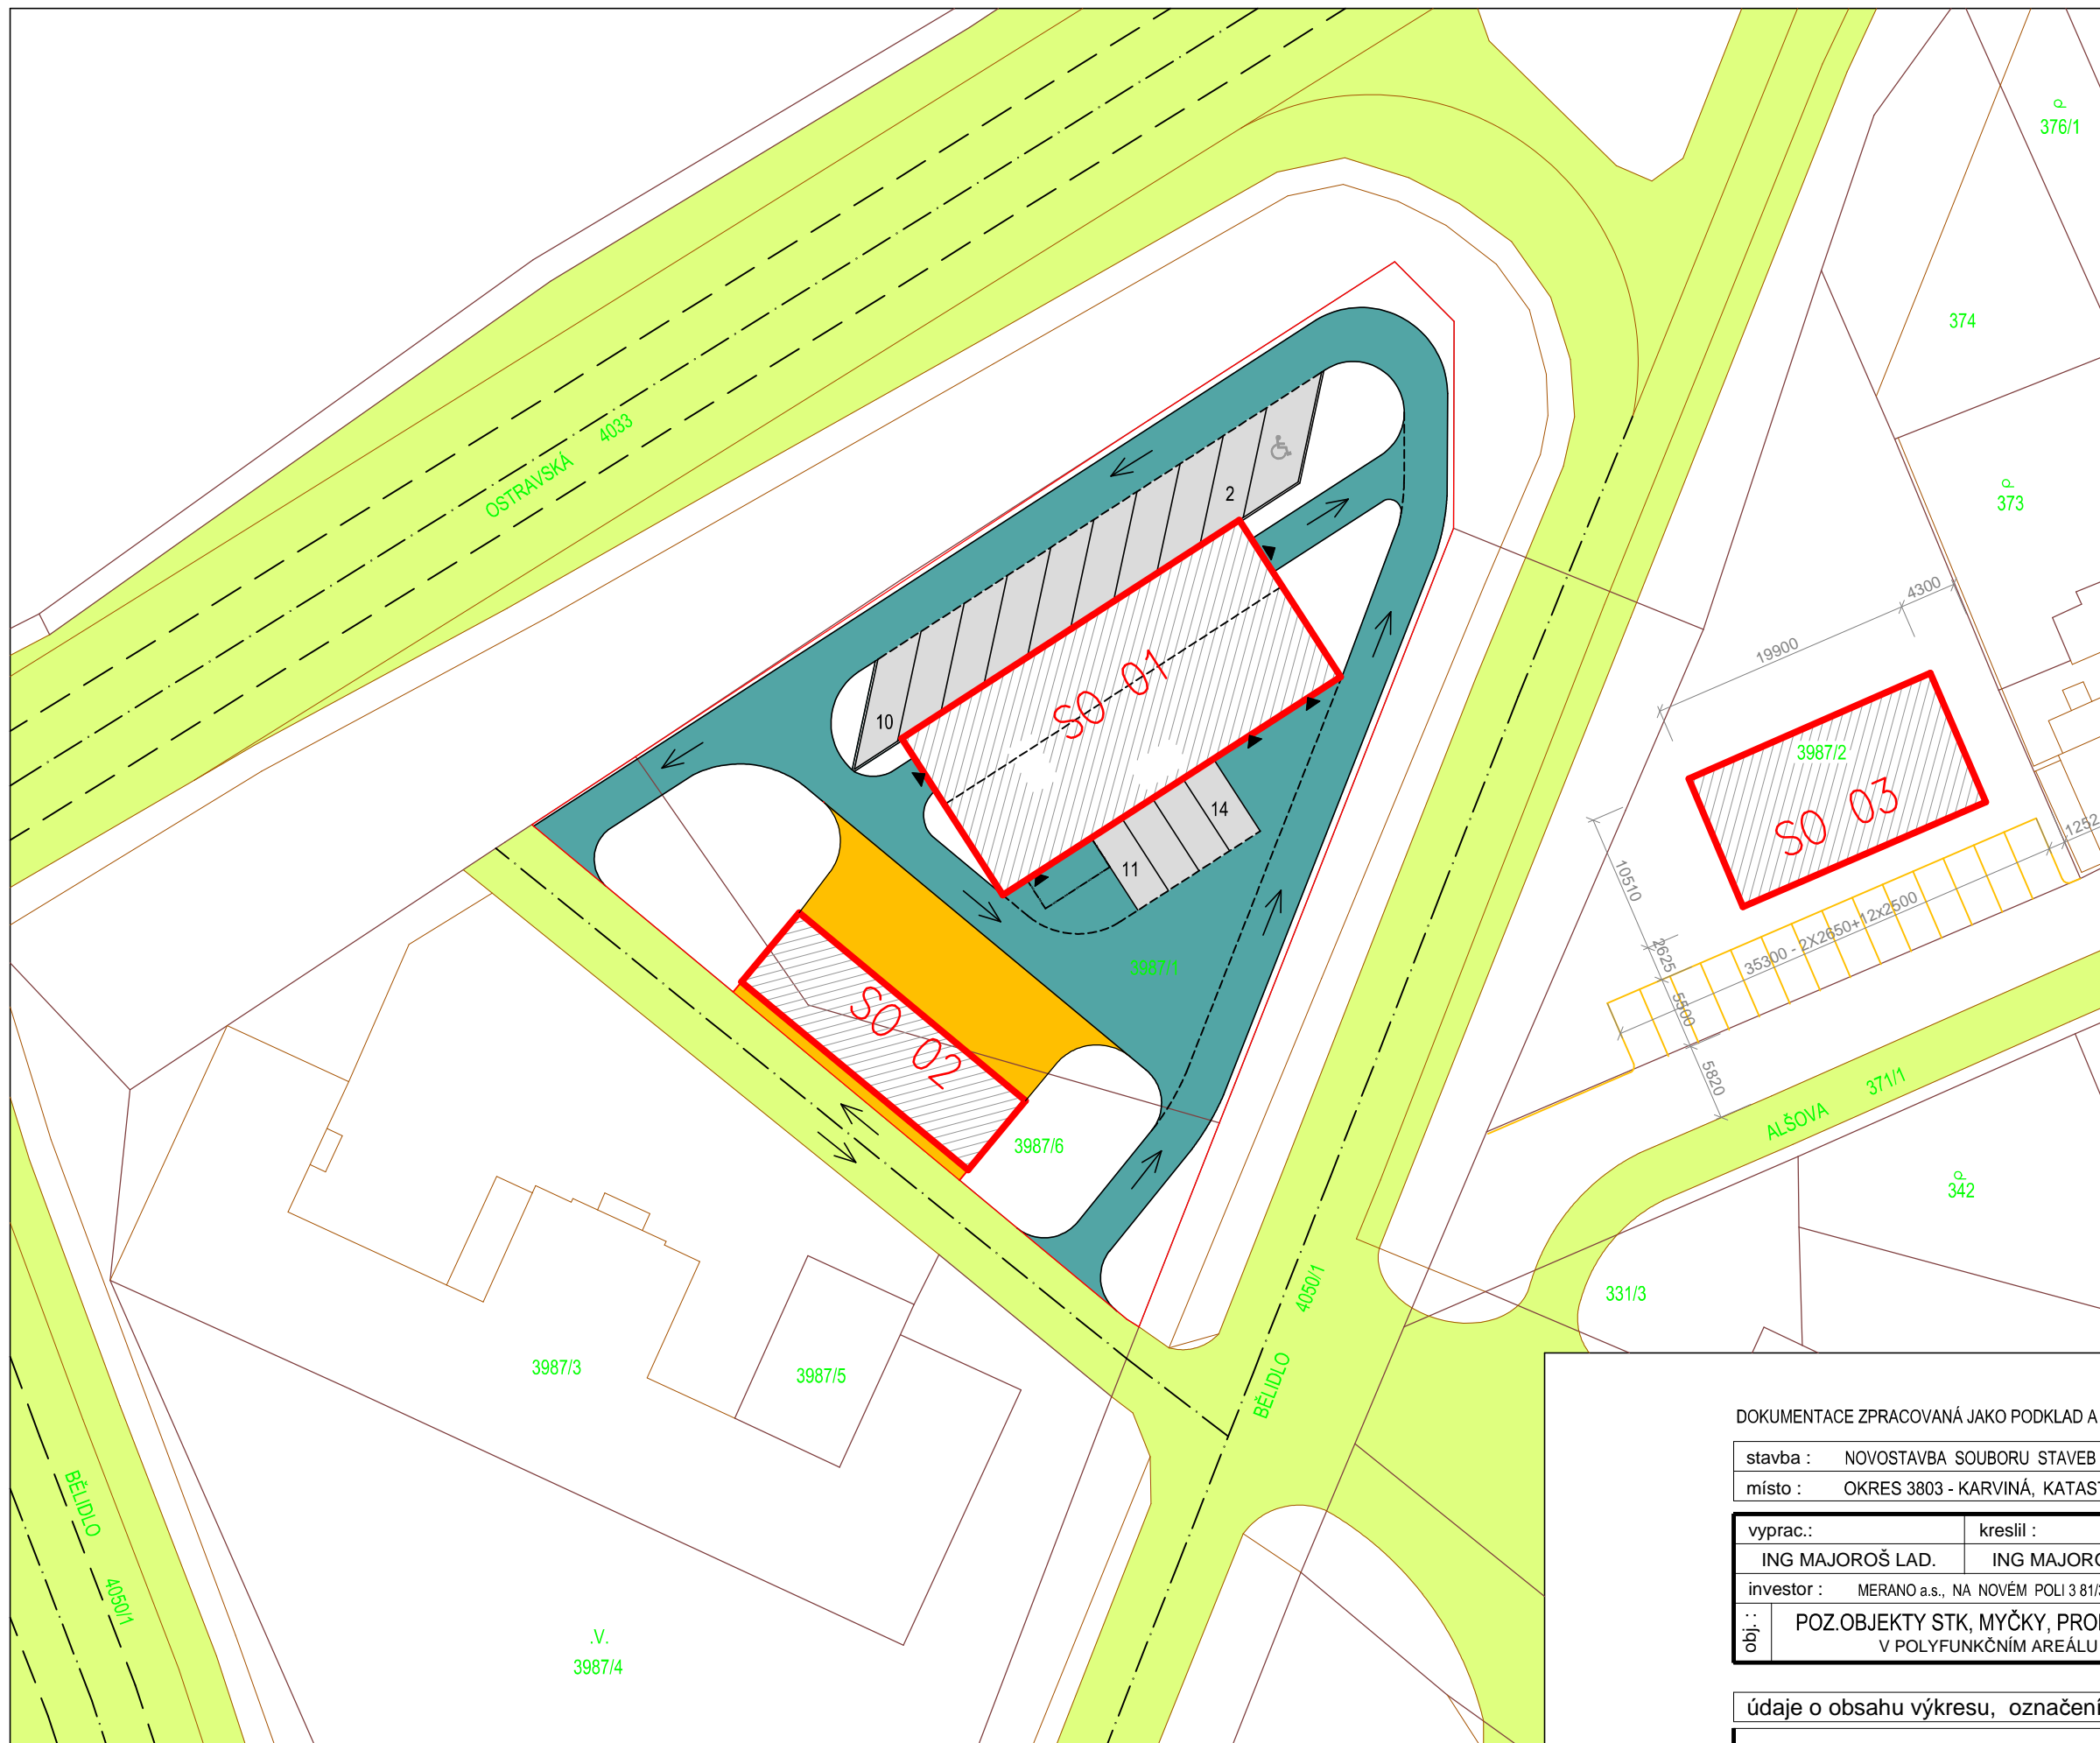 376/1
374
373
OSTRAVSKÁ 4033
2
10
SO 01
14
11
3987/1
SO 02
3987/6
4300
19900
3987/2
SO 03
1252
10510
2625
35300 - 2X2650+12x2500
5500
5820
ALŠOVA 371/1
342
331/3
BĚLIDLO 4050/1
3987/3
3987/5
BĚLIDLO 4050/1
.V.
3987/4
DOKUMENTACE ZPRACOVANÁ JAKO PODKLAD A
stavba : NOVOSTAVBA SOUBORU STAVEB
místo : OKRES 3803 - KARVINÁ, KATAS
vyprac.: kreslil :
ING MAJOROŠ LAD. ING MAJOR
investor : MERANO a.s., NA NOVÉM POLI 3 81/
obj. : POZ.OBJEKTY STK, MYČKY, PRO
V POLYFUNKČNÍM AREÁLU
údaje o obsahu výkresu, označení